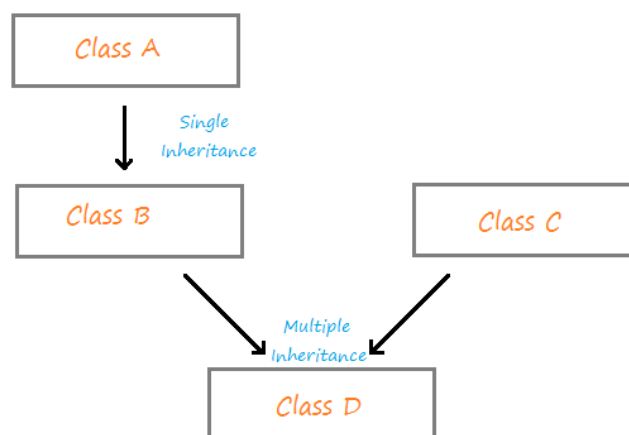 Class A
Single
Inheritance
Class B
Class C
Multiple
Inheritance
Class D